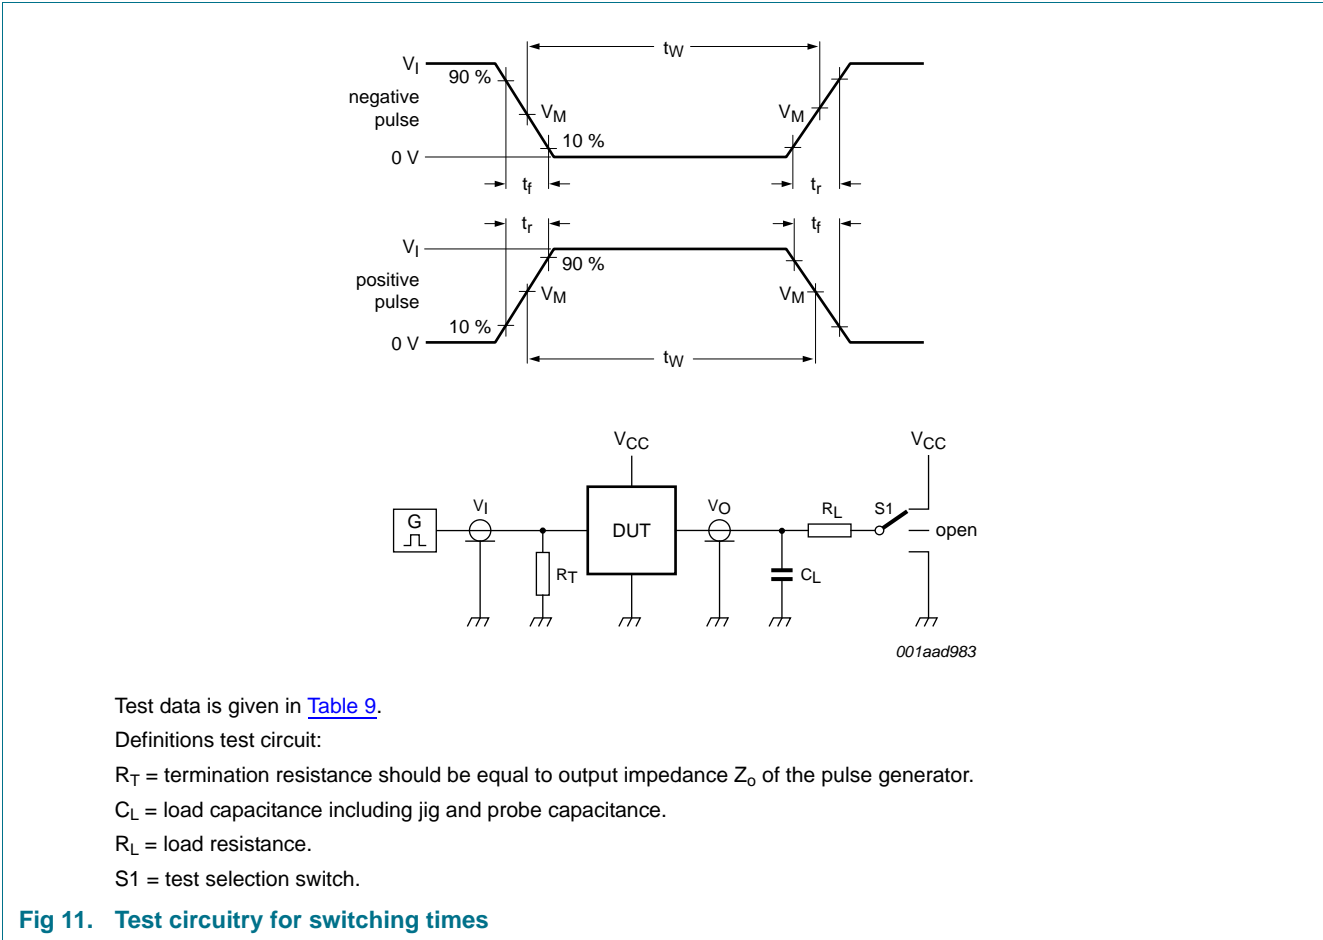 tW
VI
90 %
negative
pulse
VM
VM
10 %
0 V
tf
tr
tr
tf
VI
90 %
positive
pulse
VM
VM
10 %
0 V
tW
VCC
VCC
G
VI
DUT
VO
RL
S1
open
RT
CL
001aad983
Test data is given in Table 9.
Definitions test circuit:
RT = termination resistance should be equal to output impedance Zo of the pulse generator.
CL = load capacitance including jig and probe capacitance.
RL = load resistance.
S1 = test selection switch.
Fig 11. Test circuitry for switching times